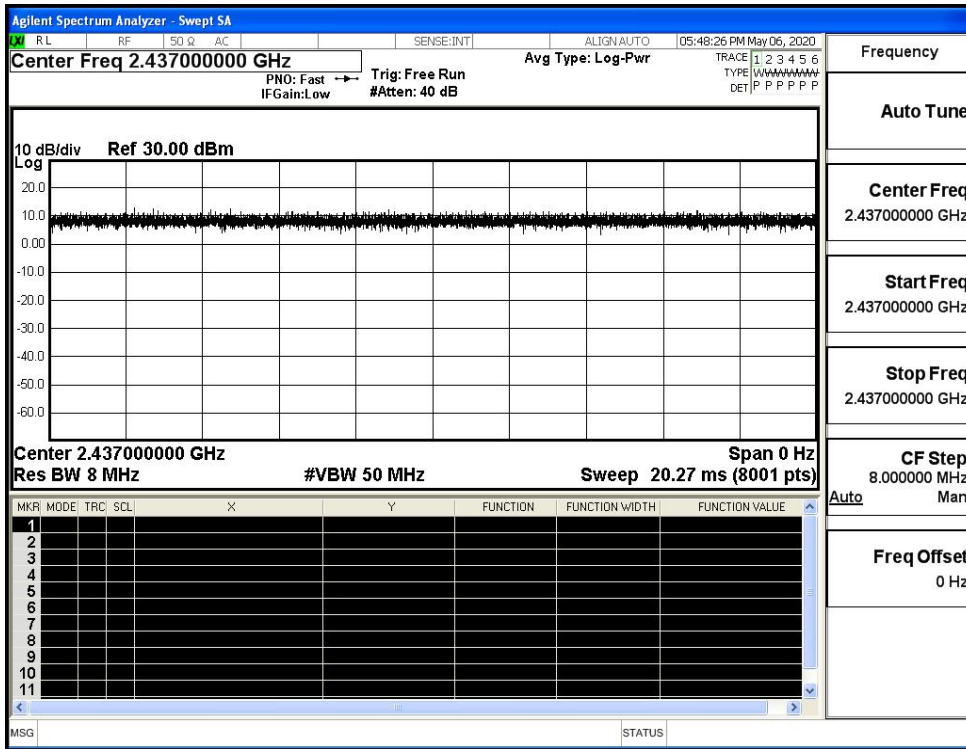 Agilent Spectrum Analyzer - Swept SA
LXI RL RF 50 Ω AC SENSE:INT ALIGN AUTO 05:48:26 PM May 06, 2020
Center Freq 2.437000000 GHz
PNO: Fast
IFGain:Low
Trig: Free Run
#Atten: 40 dB
Avg Type: Log-Pwr
TRACE 1 2 3 4 5 6
TYPE WWWWWW
DET P P P P P P
10 dB/div Ref 30.00 dBm
Log
20.0
10.0
0.00
-10.0
-20.0
-30.0
-40.0
-50.0
-60.0
Center 2.437000000 GHz Span 0 Hz
Res BW 8 MHz #VBW 50 MHz Sweep 20.27 ms (8001 pts)
MKR MODE TRC SCL X Y FUNCTION FUNCTION WIDTH FUNCTION VALUE
1
2
3
4
5
6
7
8
9
10
11
MSG STATUS
Frequency
Auto Tune
Center Freq
2.437000000 GHz
Start Freq
2.437000000 GHz
Stop Freq
2.437000000 GHz
CF Step
8.000000 MHz
Auto Man
Freq Offset
0 Hz